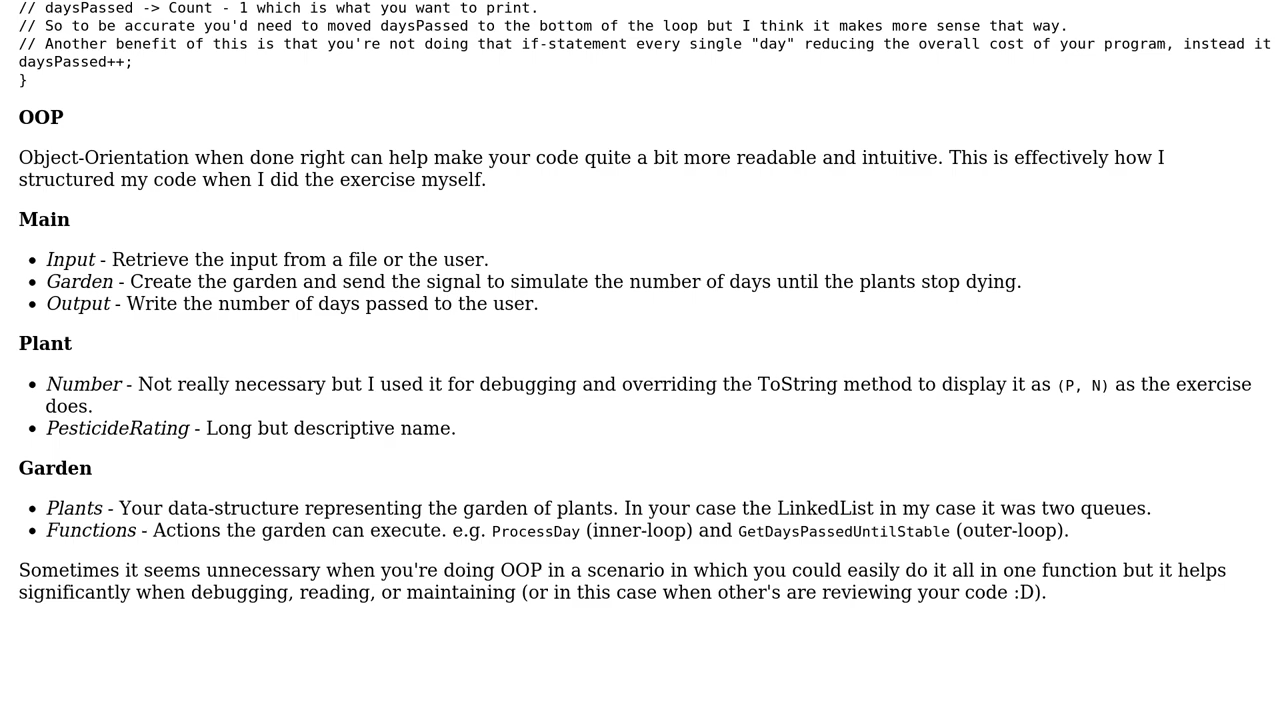 // daysPassed -> Count - 1 which is what you want to print.
// So to be accurate you'd need to moved daysPassed to the bottom of the loop but I think it makes more sense that way.
// Another benefit of this is that you're not doing that if-statement every single "day" reducing the overall cost of your program, instead it
daysPassed++;
}
OOP
Object-Orientation when done right can help make your code quite a bit more readable and intuitive. This is effectively how I
structured my code when I did the exercise myself.
Main
• Input - Retrieve the input from a file or the user.
• Garden - Create the garden and send the signal to simulate the number of days until the plants stop dying.
• Output - Write the number of days passed to the user.
Plant
• Number - Not really necessary but I used it for debugging and overriding the ToString method to display it as (P, N) as the exercise
does.
• PesticideRating - Long but descriptive name.
Garden
• Plants - Your data-structure representing the garden of plants. In your case the LinkedList in my case it was two queues.
• Functions - Actions the garden can execute. e.g. ProcessDay (inner-loop) and GetDaysPassedUntilStable (outer-loop).
Sometimes it seems unnecessary when you're doing OOP in a scenario in which you could easily do it all in one function but it helps
significantly when debugging, reading, or maintaining (or in this case when other's are reviewing your code :D).